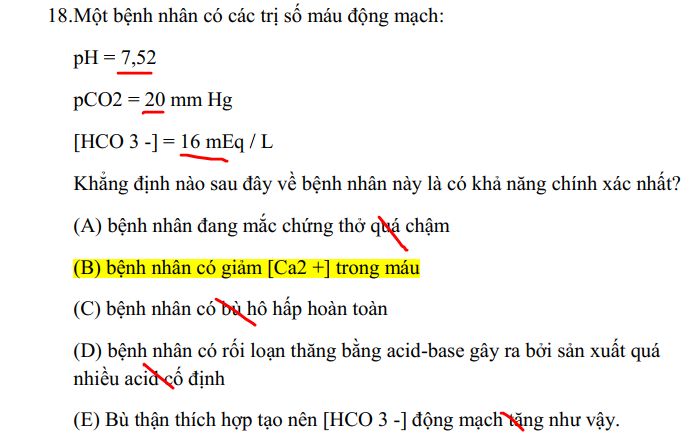 18.Một bệnh nhân có các trị số máu động mạch:
pH = 7,52
pCO2 = 20 mm Hg
[HCO 3 -] = 16 mEq / L
Khẳng định nào sau đây về bệnh nhân này là có khả năng chính xác nhất?
(A) bệnh nhân đang mắc chứng thở quá chậm
(B) bệnh nhân có giảm [Ca2 +] trong máu
(C) bệnh nhân có bù hô hấp hoàn toàn
(D) bệnh nhân có rối loạn thăng bằng acid-base gây ra bởi sản xuất quá
nhiều acid cố định
(E) Bù thận thích hợp tạo nên [HCO 3 -] động mạch tăng như vậy.